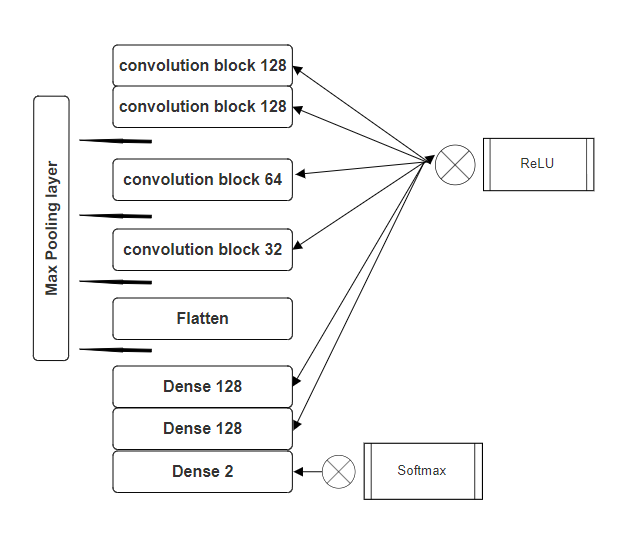 convolution block 128
convolution block 128
convolution block 64
convolution block 32
Flatten
Dense 128
Dense 128
Dense 2
Max Pooling layer
ReLU
Softmax